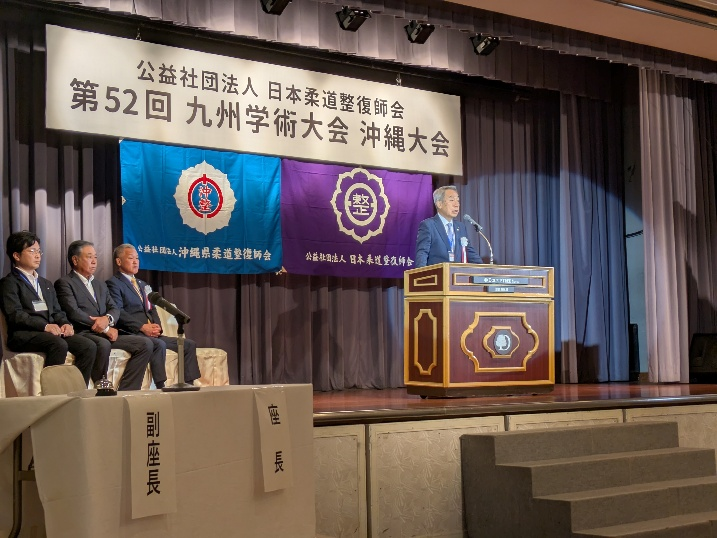 公益社団法人 日本柔道整復師会
第52回 九州学術大会 沖縄大会
沖整
公益社団法人 沖縄県柔道整復師会
整
公益社団法人 日本柔道整復師会
副座長
座長